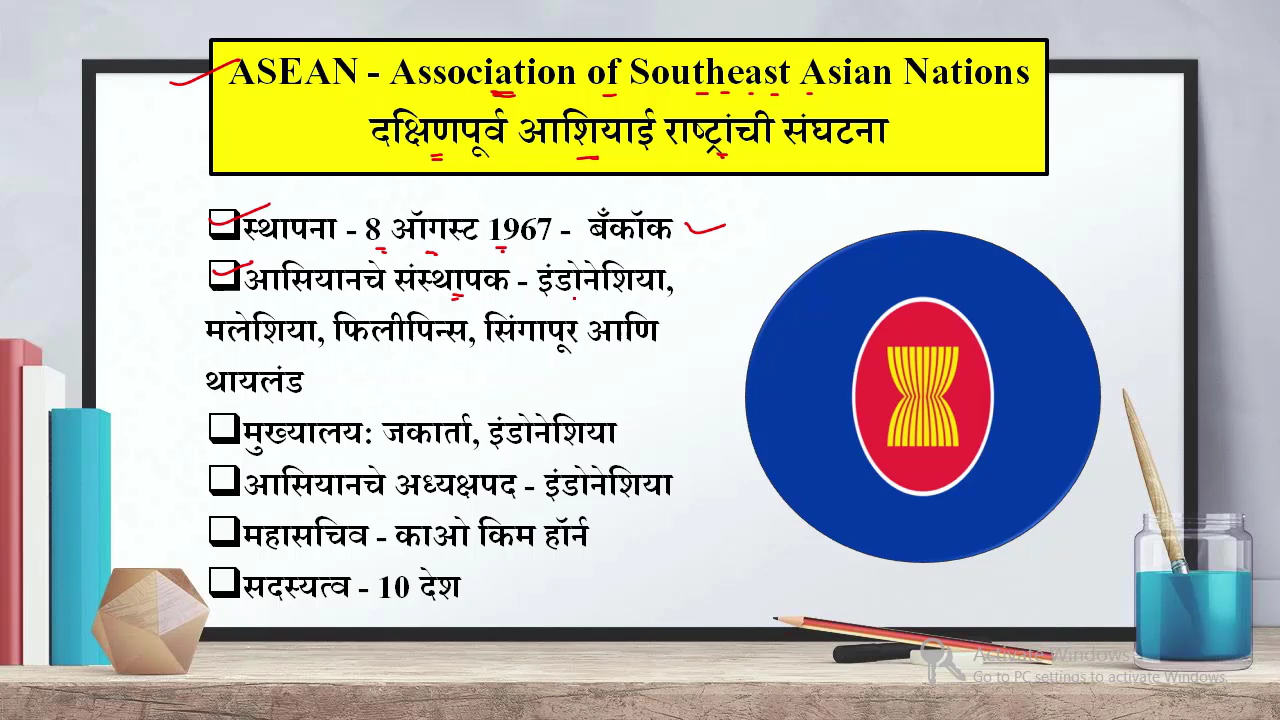 ASEAN - Association of Southeast Asian Nations
दक्षिणपूर्व आशियाई राष्ट्रांची संघटना
स्थापना - 8 ऑगस्ट 1967 - बँकॉक
आसियानचे संस्थापक - इंडोनेशिया,
मलेशिया, फिलीपिन्स, सिंगापूर आणि
थायलंड
मुख्यालय: जकार्ता, इंडोनेशिया
आसियानचे अध्यक्षपद - इंडोनेशिया
महासचिव - काओ किम हॉर्न
सदस्यत्व - 10 देश
Activate Windows
Go to PC settings to activate Windows.